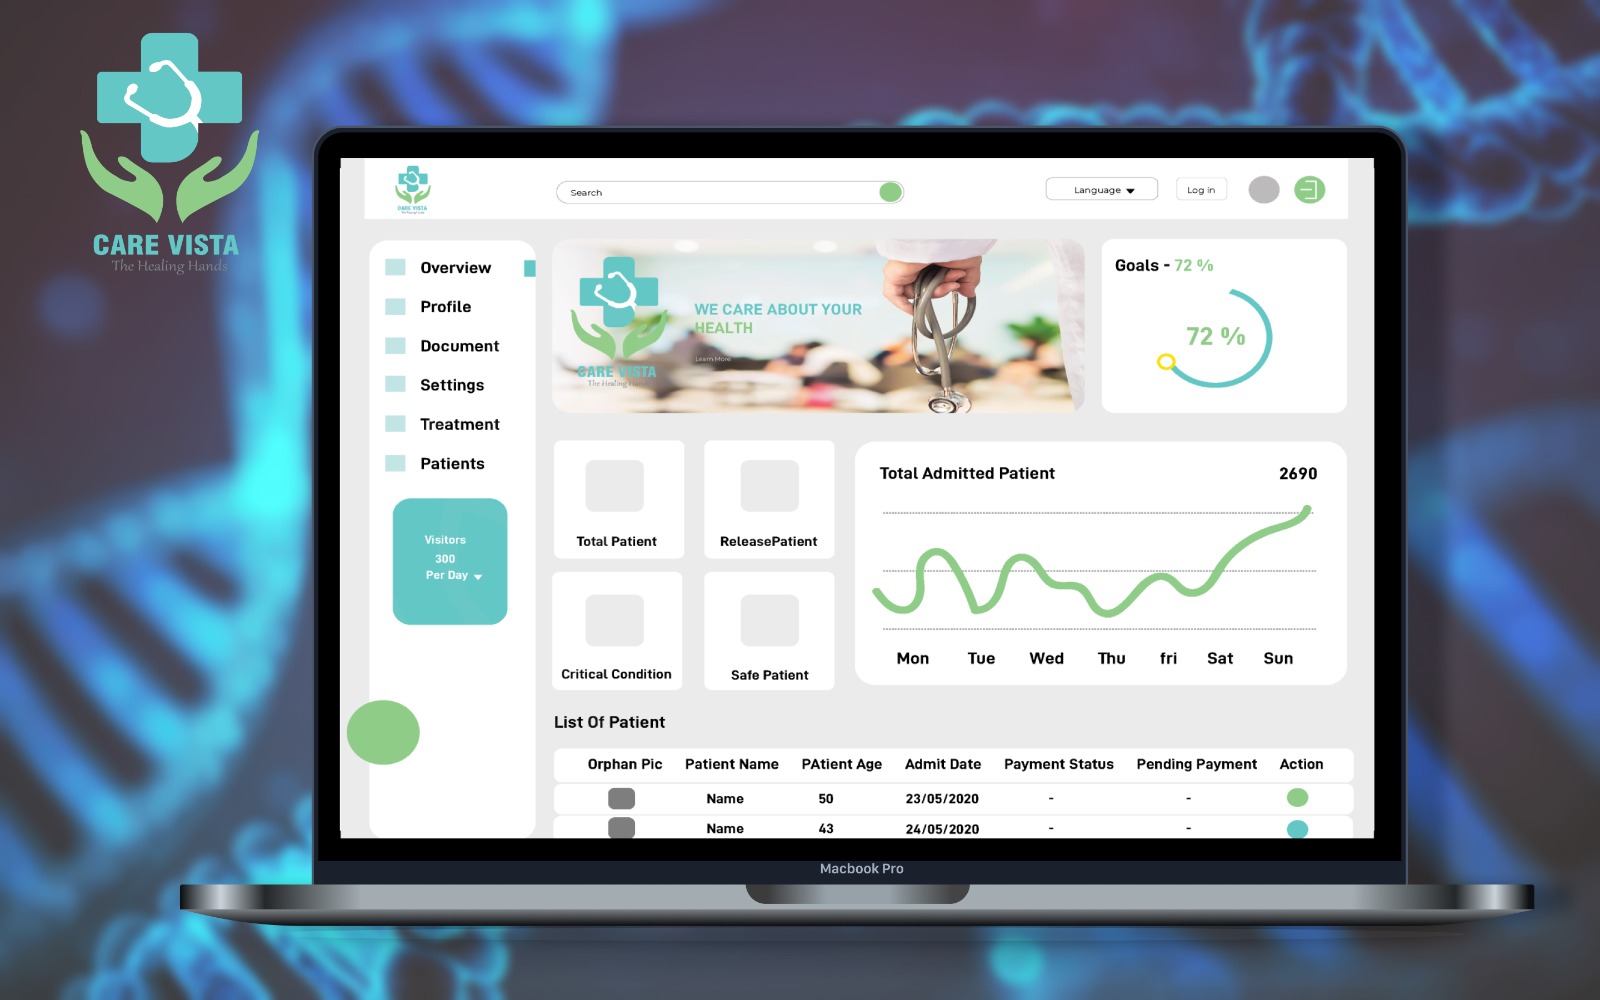 CARE VISTA
The Healing Hands
CARE VISTA
Search
Language
Log in
Overview
Profile
Document
Settings
Treatment
Patients
Visitors
300
Per Day
WE CARE ABOUT YOUR
HEALTH
Learn More
CARE VISTA
The Healing Hands
Goals - 72 %
72 %
Total Patient
ReleasePatient
Critical Condition
Safe Patient
Total Admitted Patient 2690
Mon Tue Wed Thu fri Sat Sun
List Of Patient
Orphan Pic Patient Name PAtient Age Admit Date Payment Status Pending Payment Action
Name 50 23/05/2020 - -
Name 43 24/05/2020 - -
Macbook Pro